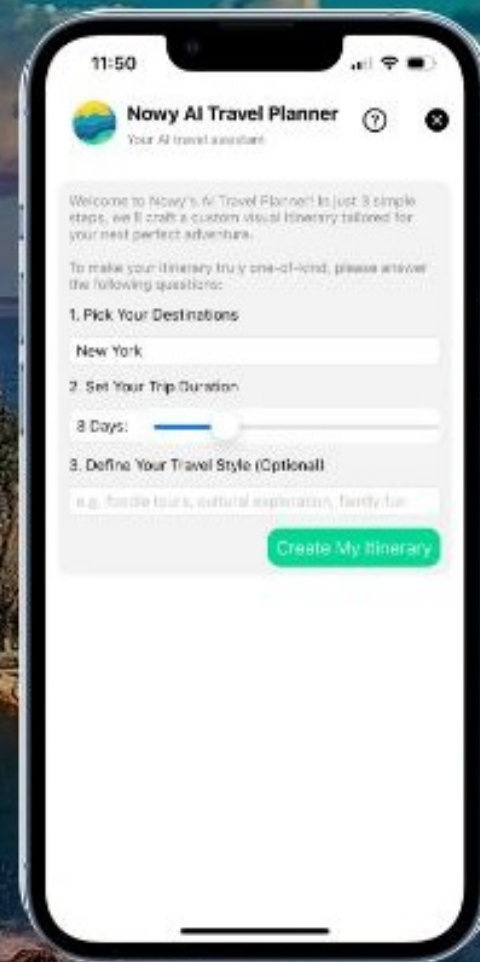 11:50
Nowy AI Travel Planner
Your AI travel assistant
Welcome to Nowy's AI Travel Planner! In just 3 simple
steps, we'll craft a custom visual itinerary tailored for
your next perfect adventure.
To make your itinerary truly one-of-kind, please answer
the following questions:
1. Pick Your Destinations
New York
2. Set Your Trip Duration
8 Days:
3. Define Your Travel Style (Optional)
e.g. foodie tours, cultural exploration, family fun
Create My Itinerary